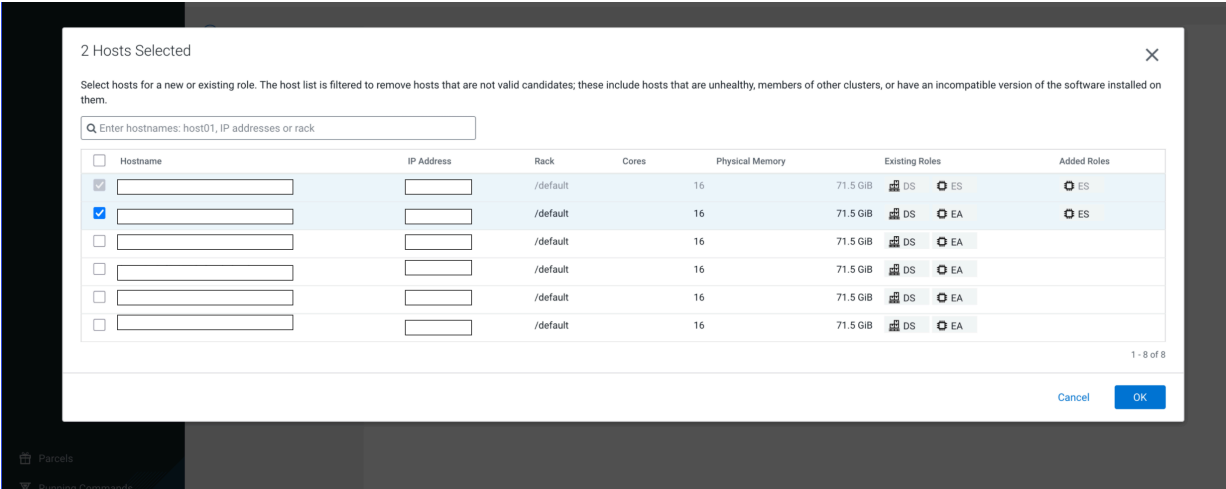 2 Hosts Selected
Select hosts for a new or existing role. The host list is filtered to remove hosts that are not valid candidates; these include hosts that are unhealthy, members of other clusters, or have an incompatible version of the software installed on
them.
Enter hostnames: host01, IP addresses or rack
Hostname IP Address Rack Cores Physical Memory Existing Roles Added Roles
/default 16 71.5 GiB DS ES ES
/default 16 71.5 GiB DS EA ES
/default 16 71.5 GiB DS EA
/default 16 71.5 GiB DS EA
/default 16 71.5 GiB DS EA
/default 16 71.5 GiB DS EA
1 - 8 of 8
Cancel OK
Parcels
Running Commands